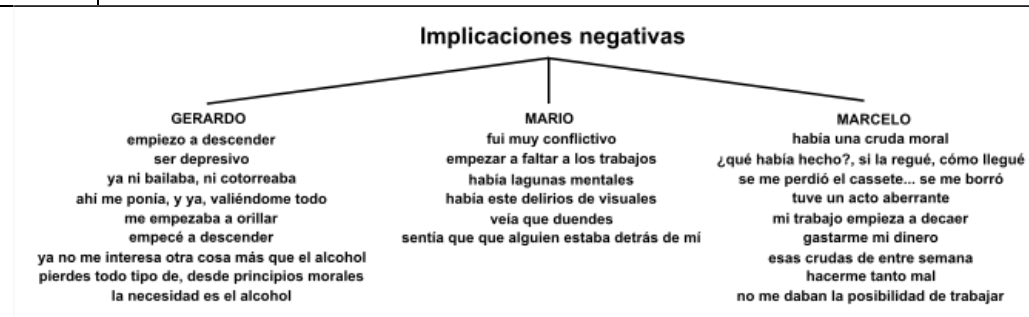 Implicaciones negativas
GERARDO
empiezo a descender
ser depresivo
ya ni bailaba, ni cotorreaba
ahí me ponía, y ya, valiéndome todo
me empezaba a orillar
empecé a descender
ya no me interesa otra cosa más que el alcohol
pierdes todo tipo de, desde principios morales
la necesidad es el alcohol
MARIO
fui muy conflictivo
empezar a faltar a los trabajos
había lagunas mentales
había este delirios de visuales
veía que duendes
sentía que que alguien estaba detrás de mí
MARCELO
había una cruda moral
¿qué había hecho?, si la regué, cómo llegué
se me perdió el cassete... se me borró
tuve un acto aberrante
mi trabajo empieza a decaer
gastarme mi dinero
esas crudas de entre semana
hacerme tanto mal
no me daban la posibilidad de trabajar